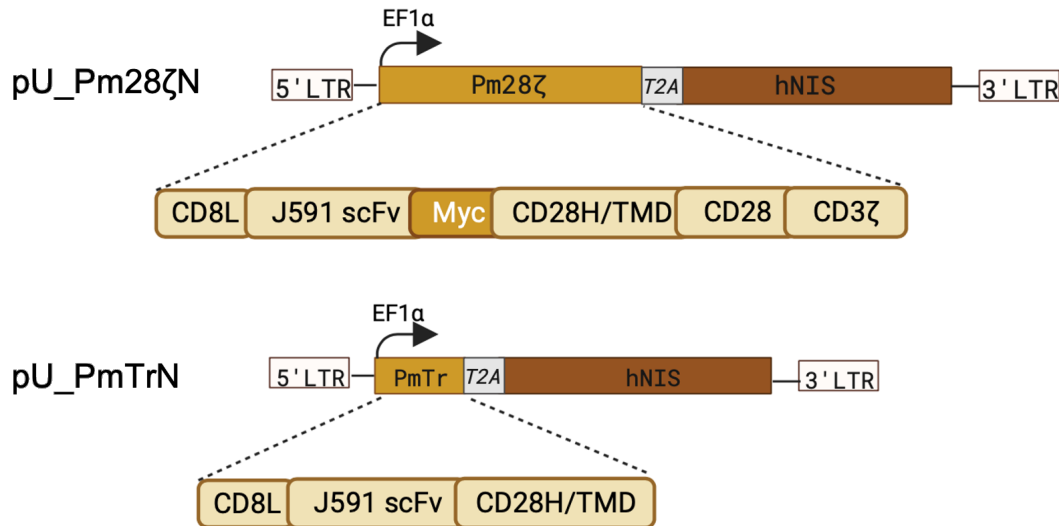 EF1α
pU_Pm28ζN
5'LTR Pm28ζ T2A hNIS 3'LTR
CD8L J591 scFv Myc CD28H/TMD CD28 CD3ζ
EF1α
pU_PmTrN
5'LTR PmTr T2A hNIS 3'LTR
CD8L J591 scFv CD28H/TMD